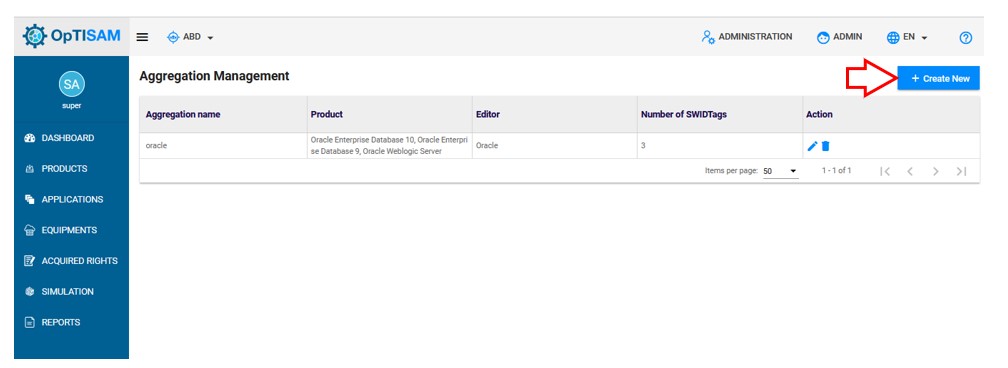 OpTISAM
ABD
ADMINISTRATION
ADMIN
EN
SA
super
DASHBOARD
PRODUCTS
APPLICATIONS
EQUIPMENTS
ACQUIRED RIGHTS
SIMULATION
REPORTS
Aggregation Management
+ Create New
Aggregation name Product Editor Number of SWIDTags Action
oracle Oracle Enterprise Database 10, Oracle Enterpri
se Database 9, Oracle Weblogic Server Oracle 3
Items per page: 50 1 - 1 of 1